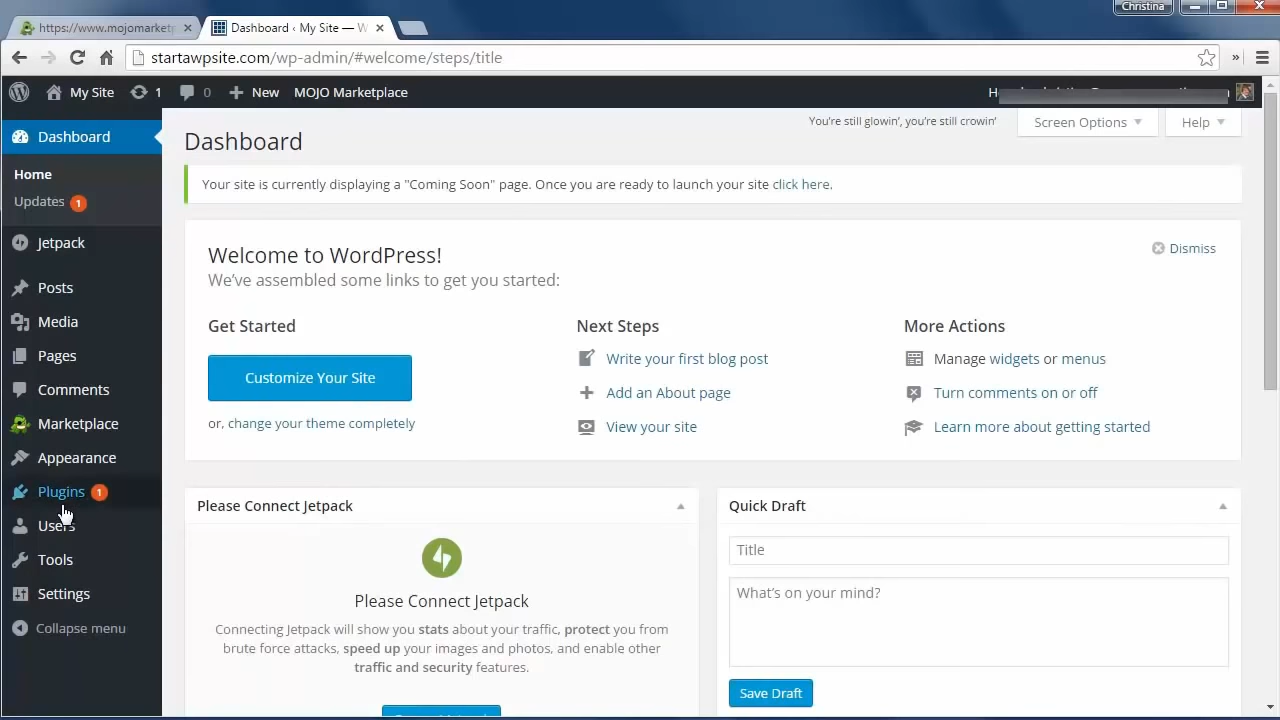 Christina
https://www.mojomarketp
Dashboard ‹ My Site — W
startawpsite.com/wp-admin/#welcome/steps/title
My Site
1
0
New
MOJO Marketplace
H
Dashboard
Home
Updates 1
Jetpack
Posts
Media
Pages
Comments
Marketplace
Appearance
Plugins 1
Users
Tools
Settings
Collapse menu
You're still glowin', you're still crowin'
Screen Options
Help
Dashboard
Your site is currently displaying a "Coming Soon" page. Once you are ready to launch your site click here.
Welcome to WordPress!
We've assembled some links to get you started:
Dismiss
Get Started
Customize Your Site
or, change your theme completely
Next Steps
Write your first blog post
Add an About page
View your site
More Actions
Manage widgets or menus
Turn comments on or off
Learn more about getting started
Please Connect Jetpack
Please Connect Jetpack
Connecting Jetpack will show you stats about your traffic, protect you from
brute force attacks, speed up your images and photos, and enable other
traffic and security features.
Quick Draft
Title
What's on your mind?
Save Draft